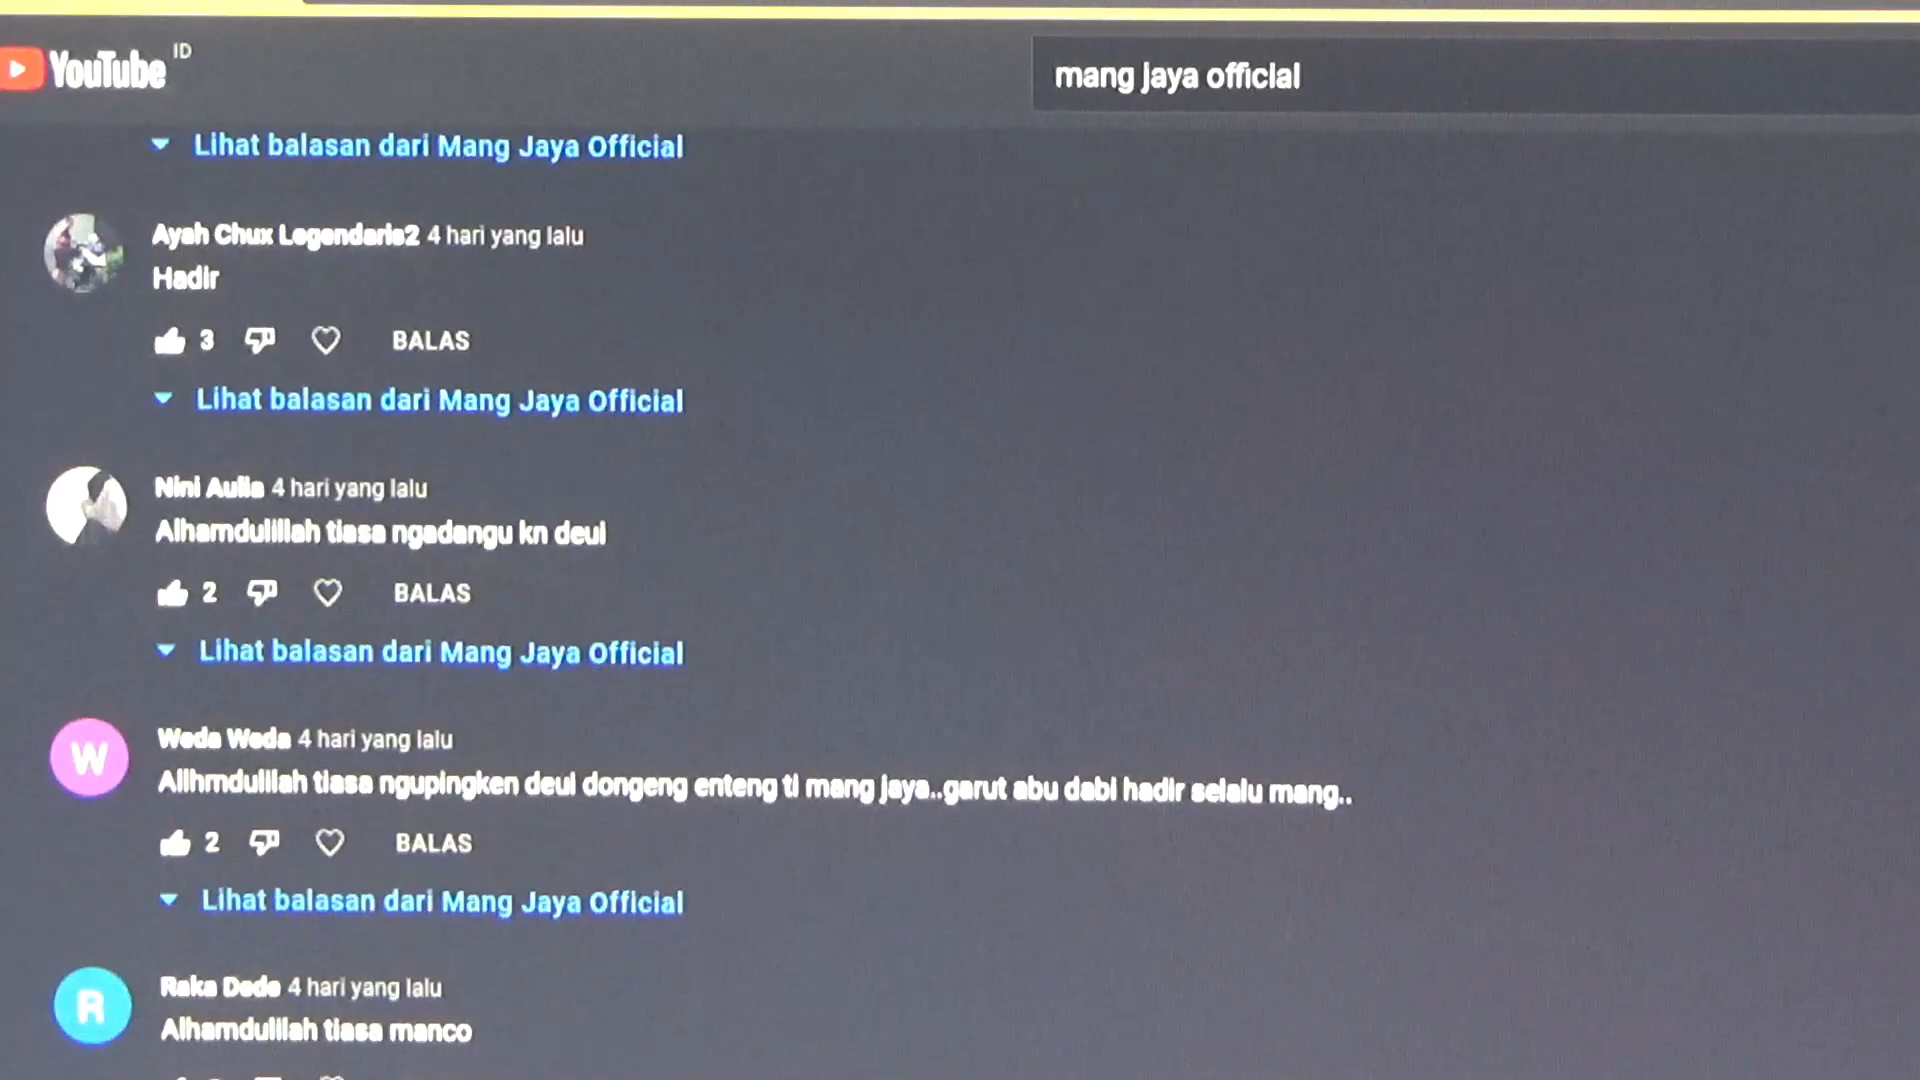 YouTube ID
mang jaya official
Lihat balasan dari Mang Jaya Official
Ayah Chux Legendaris2 4 hari yang lalu
Hadir
3 BALAS
Lihat balasan dari Mang Jaya Official
Nini Aulia 4 hari yang lalu
Alhamdulillah tiasa ngadangu kn deui
2 BALAS
Lihat balasan dari Mang Jaya Official
W
Weda Weda 4 hari yang lalu
Allhmdulillah tiasa ngupingken deui dongeng enteng ti mang jaya..garut abu dabi hadir selalu mang..
2 BALAS
Lihat balasan dari Mang Jaya Official
R
Raka Dede 4 hari yang lalu
Alhamdulillah tiasa manco